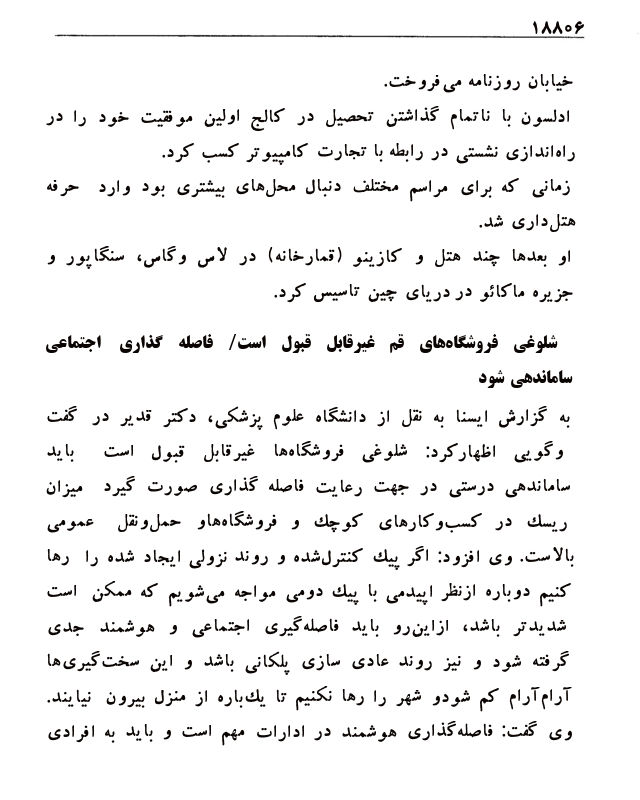 ۱۸۸۰۶
خیابان روزنامه می‌فروخت.
ادلسون با ناتمام گذاشتن تحصیل در کالج اولین موفقیت خود را در
راه‌اندازی نشستی در رابطه با تجارت کامپیوتر کسب کرد.
زمانی که برای مراسم مختلف دنبال محل‌های بیشتری بود وارد حرفه
هتل‌داری شد.
او بعدها چند هتل و کازینو (قمارخانه) در لاس وگاس، سنگاپور و
جزیره ماکائو در دریای چین تاسیس کرد.
شلوغی فروشگاه‌های قم غیرقابل قبول است/ فاصله گذاری اجتماعی
ساماندهی شود
به گزارش ایسنا به نقل از دانشگاه علوم پزشکی، دکتر قدیر در گفت
وگویی اظهارکرد: شلوغی فروشگاه‌ها غیرقابل قبول است باید
ساماندهی درستی در جهت رعایت فاصله گذاری صورت گیرد میزان
ریسك در کسب‌وکارهای کوچك و فروشگاه‌هاو حمل‌ونقل عمومی
بالاست. وی افزود: اگر پیك کنترل‌شده و روند نزولی ایجاد شده را رها
کنیم دوباره ازنظر اپیدمی با پیك دومی مواجه می‌شویم که ممکن است
شدیدتر باشد، ازاین‌رو باید فاصله‌گیری اجتماعی و هوشمند جدی
گرفته شود و نیز روند عادی سازی پلکانی باشد و این سخت‌گیری‌ها
آرام‌آرام کم شودو شهر را رها نکنیم تا یك‌باره از منزل بیرون نیایند.
وی گفت: فاصله‌گذاری هوشمند در ادارات مهم است و باید به افرادی